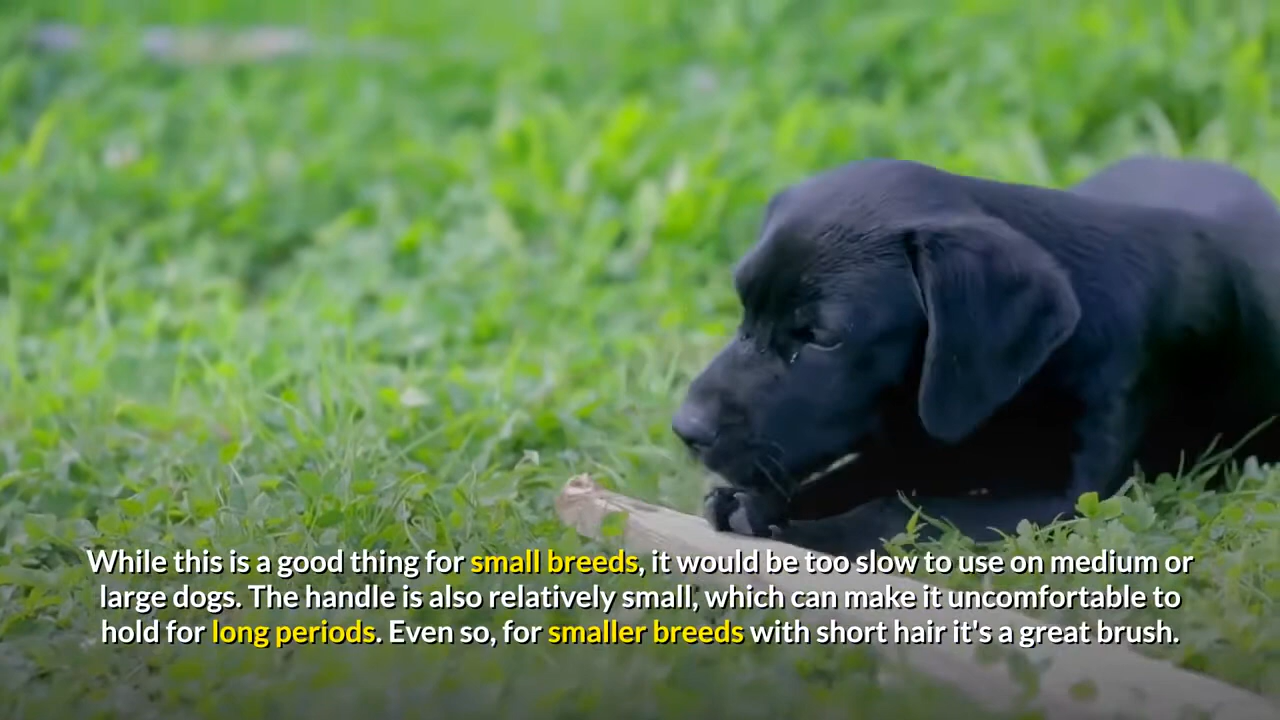 While this is a good thing for small breeds, it would be too slow to use on medium or
large dogs. The handle is also relatively small, which can make it uncomfortable to
hold for long periods. Even so, for smaller breeds with short hair it's a great brush.